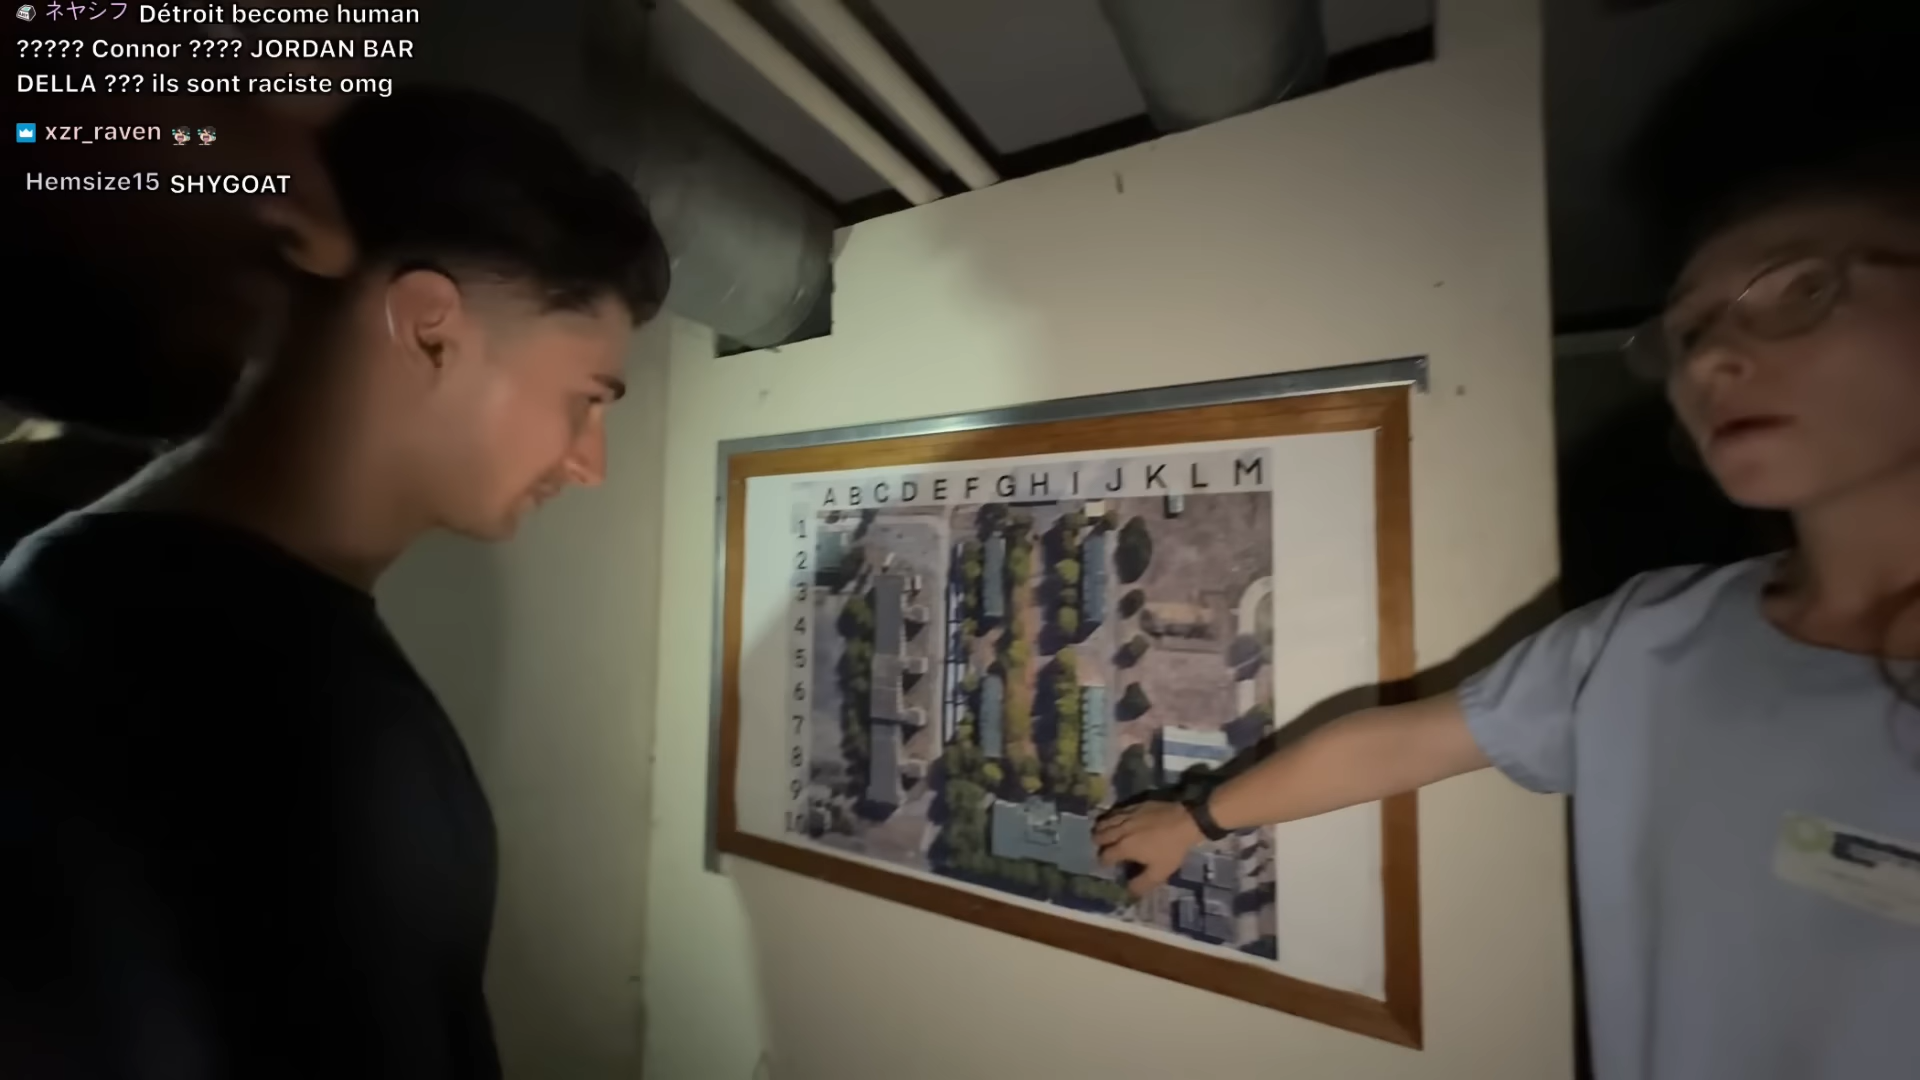 ネヤシフ Détroit become human
????? Connor ???? JORDAN BAR
DELLA ??? ils sont raciste omg
xzr_raven
Hemsize15 SHYGOAT
A B C D E F G H I J K L M
1
2
3
4
5
6
7
8
9
10